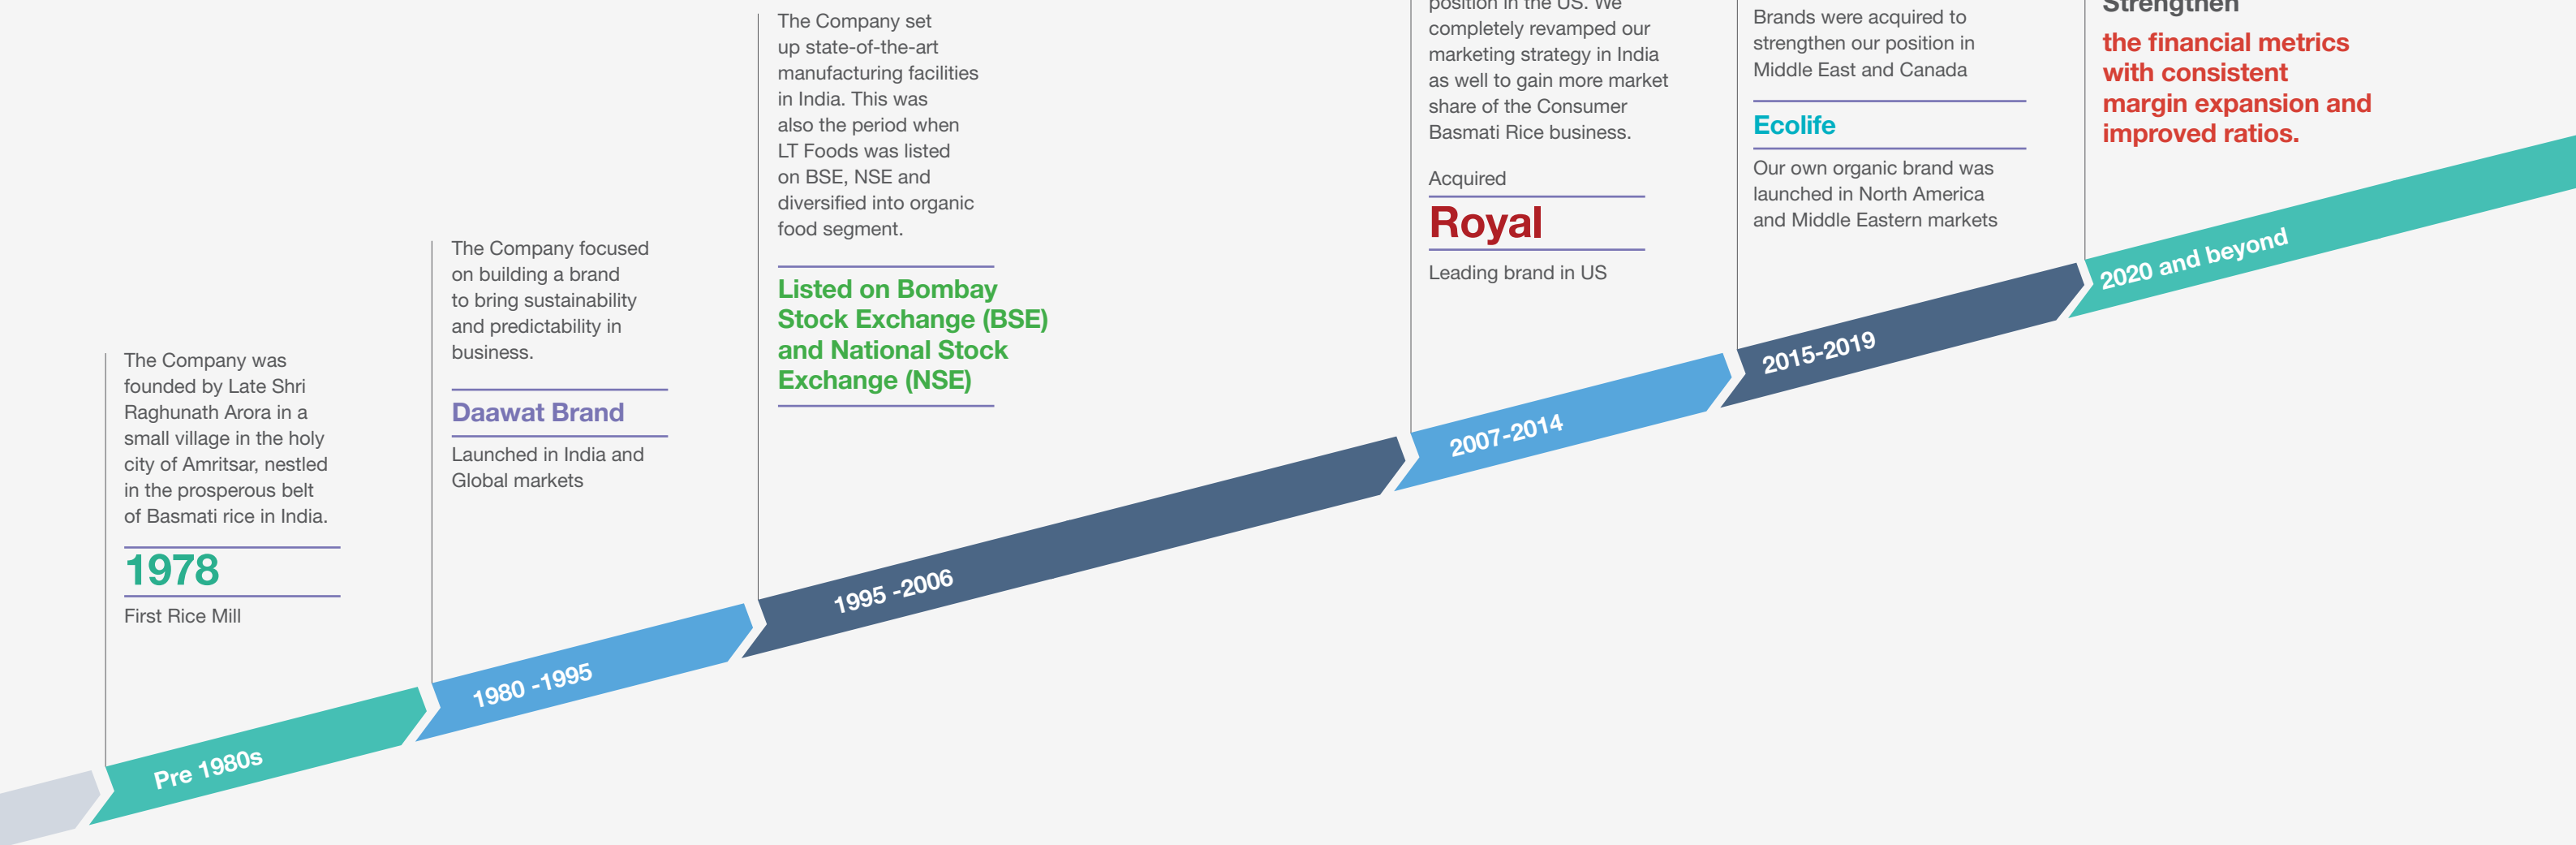 The Company was
founded by Late Shri
Raghunath Arora in a
small village in the holy
city of Amritsar, nestled
in the prosperous belt
of Basmati rice in India.
1978
First Rice Mill
Pre 1980s
The Company focused
on building a brand
to bring sustainability
and predictability in
business.
Daawat Brand
Launched in India and
Global markets
1980 -1995
The Company set
up state-of-the-art
manufacturing facilities
in India. This was
also the period when
LT Foods was listed
on BSE, NSE and
diversified into organic
food segment.
Listed on Bombay
Stock Exchange (BSE)
and National Stock
Exchange (NSE)
1995 -2006
position in the US. We
completely revamped our
marketing strategy in India
as well to gain more market
share of the Consumer
Basmati Rice business.
Acquired
Royal
Leading brand in US
2007-2014
Brands were acquired to
strengthen our position in
Middle East and Canada
Ecolife
Our own organic brand was
launched in North America
and Middle Eastern markets
2015-2019
Strengthen
the financial metrics
with consistent
margin expansion and
improved ratios.
2020 and beyond